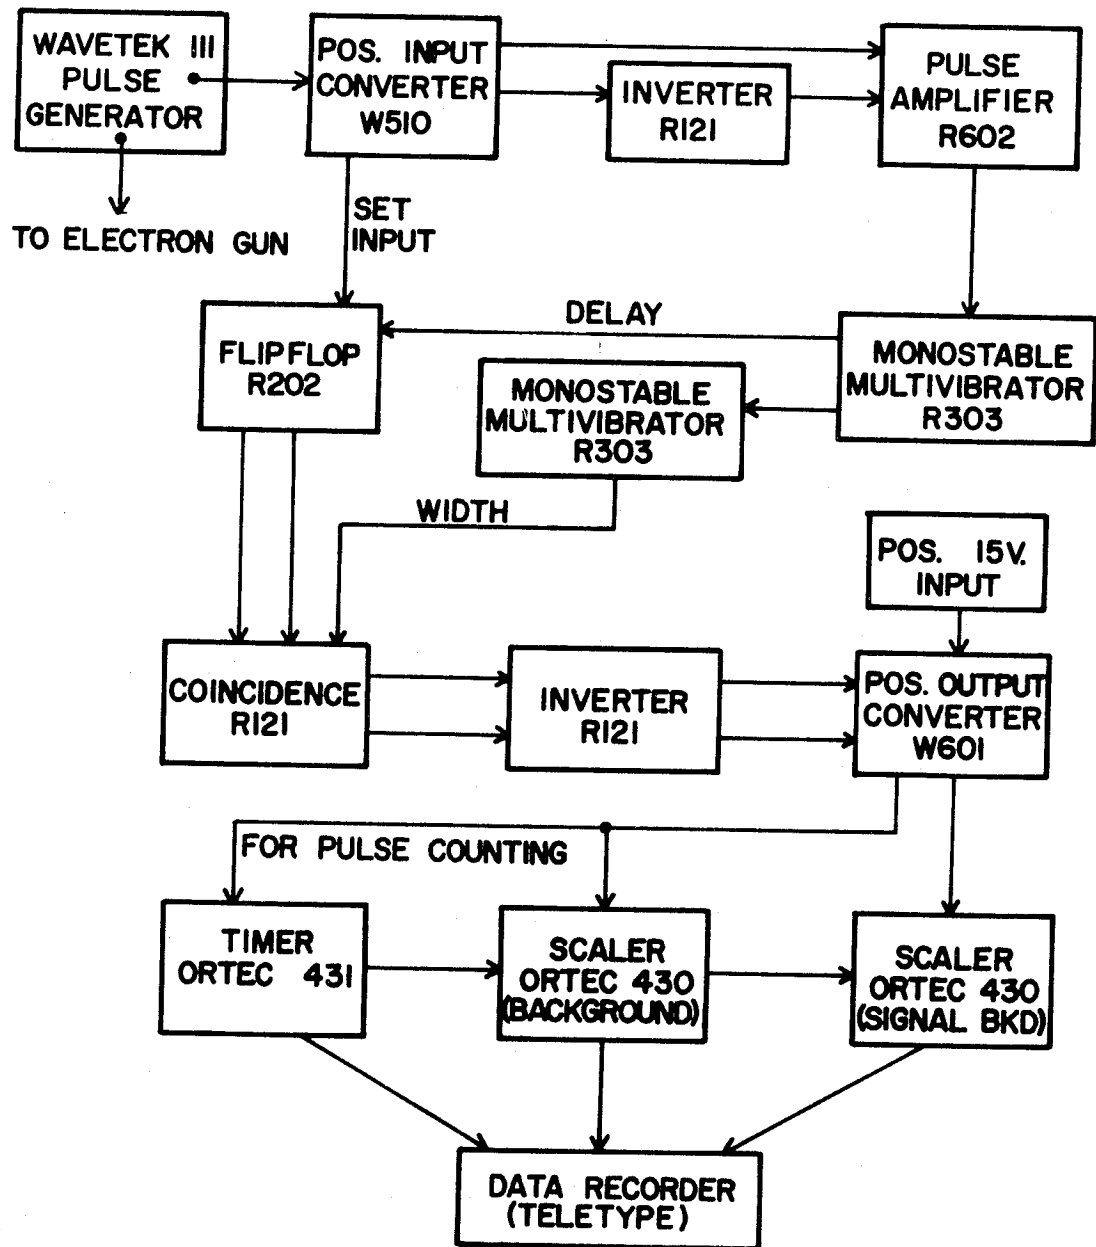 WAVETEK 111
PULSE
GENERATOR
POS. INPUT
CONVERTER
W510
INVERTER
R121
PULSE
AMPLIFIER
R602
TO ELECTRON GUN
SET
INPUT
DELAY
FLIPFLOP
R202
MONOSTABLE
MULTIVIBRATOR
R303
MONOSTABLE
MULTIVIBRATOR
R303
WIDTH
POS. 15V.
INPUT
COINCIDENCE
R121
INVERTER
R121
POS. OUTPUT
CONVERTER
W601
FOR PULSE COUNTING
TIMER
ORTEC 431
SCALER
ORTEC 430
(BACKGROUND)
SCALER
ORTEC 430
(SIGNAL BKD)
DATA RECORDER
(TELETYPE)